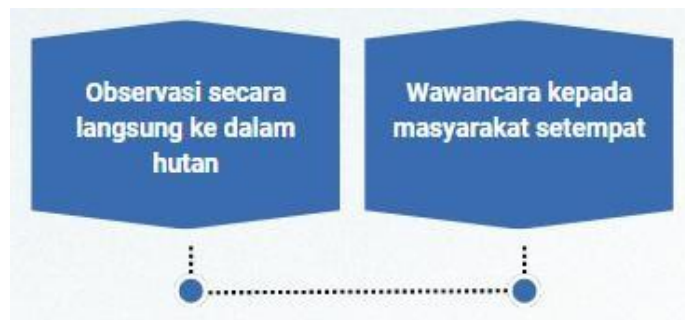 Observasi secara
langsung ke dalam
hutan
Wawancara kepada
masyarakat setempat